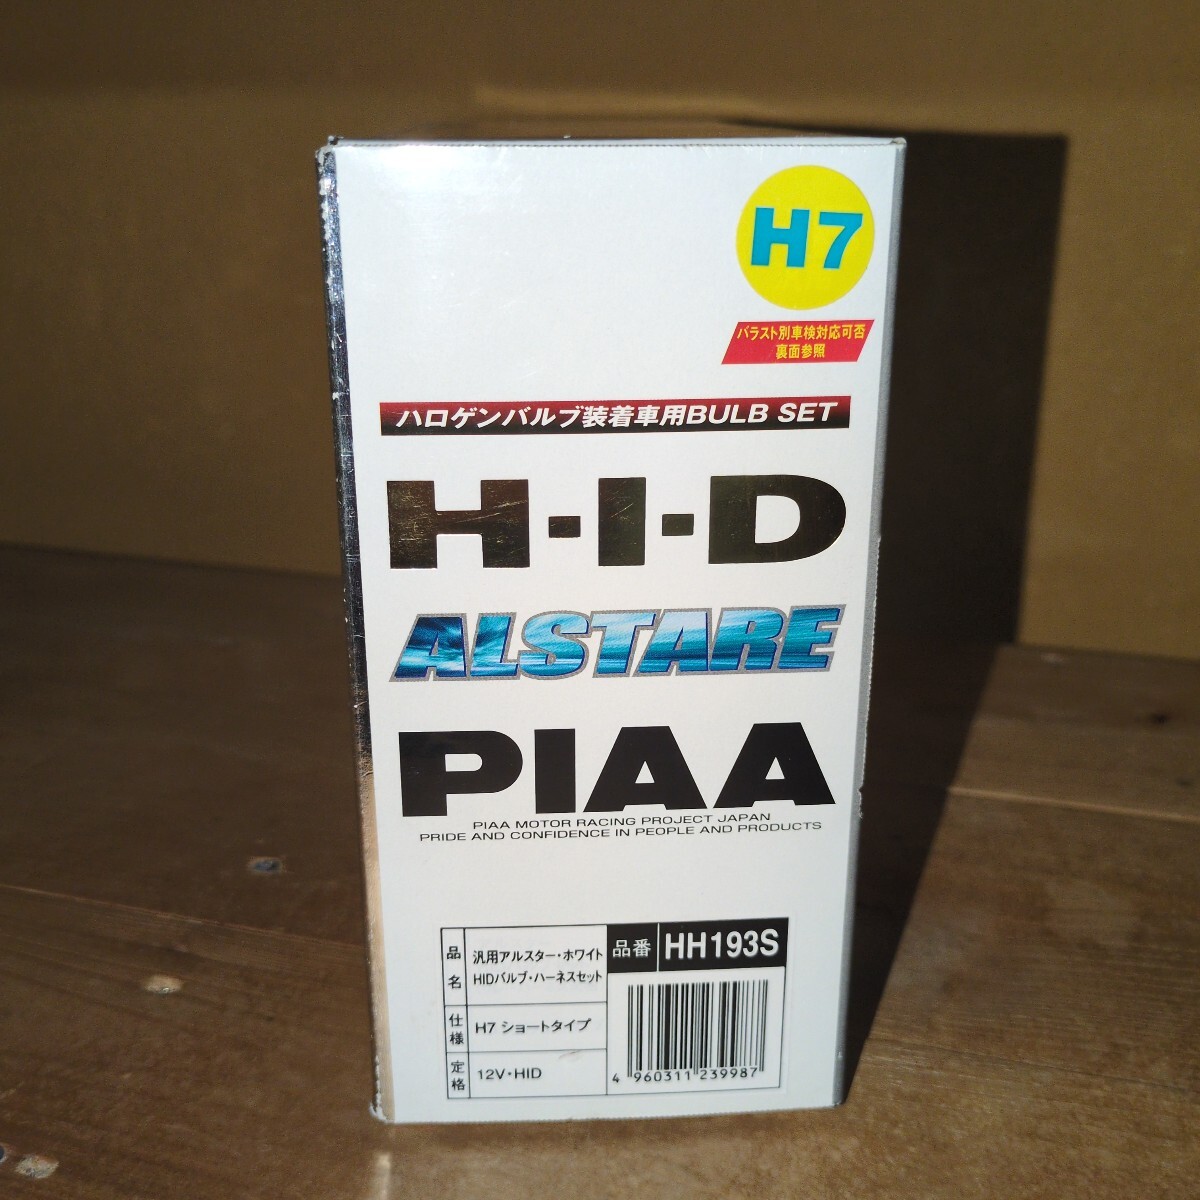 H7
バラスト別車検対応可否
裏面参照
ハロゲンバルブ装着車用BULB SET
H-I-D
ALSTARE
PIAA
PIAA MOTOR RACING PROJECT JAPAN
PRIDE AND CONFIDENCE IN PEOPLE AND PRODUCTS
品名
汎用アルスター・ホワイト
HIDバルブ・ハーネスセット
品番 HH193S
仕様
H7 ショートタイプ
定格
12V・HID
4 960311 239987